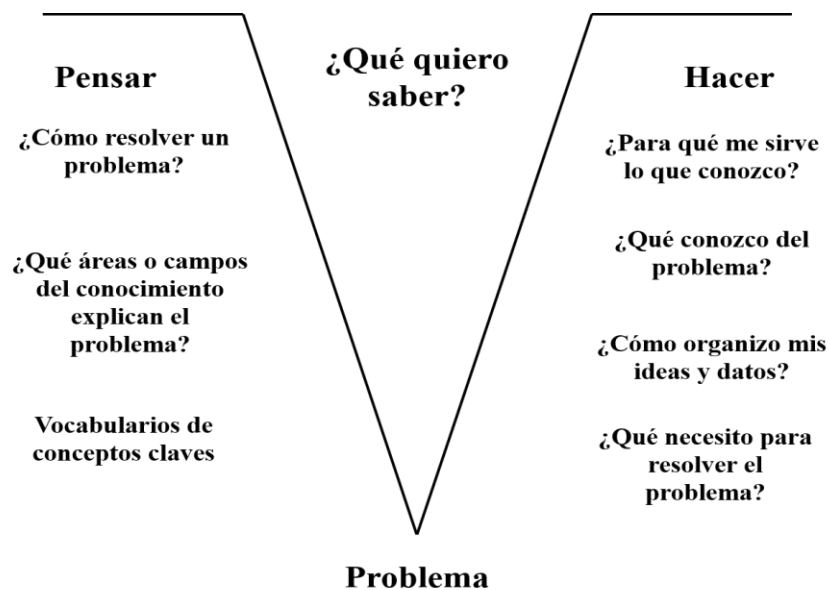 Pensar
¿Cómo resolver un
problema?
¿Qué áreas o campos
del conocimiento
explican el
problema?
Vocabularios de
conceptos claves
¿Qué quiero
saber?
Hacer
¿Para qué me sirve
lo que conozco?
¿Qué conozco del
problema?
¿Cómo organizo mis
ideas y datos?
¿Qué necesito para
resolver el
problema?
Problema